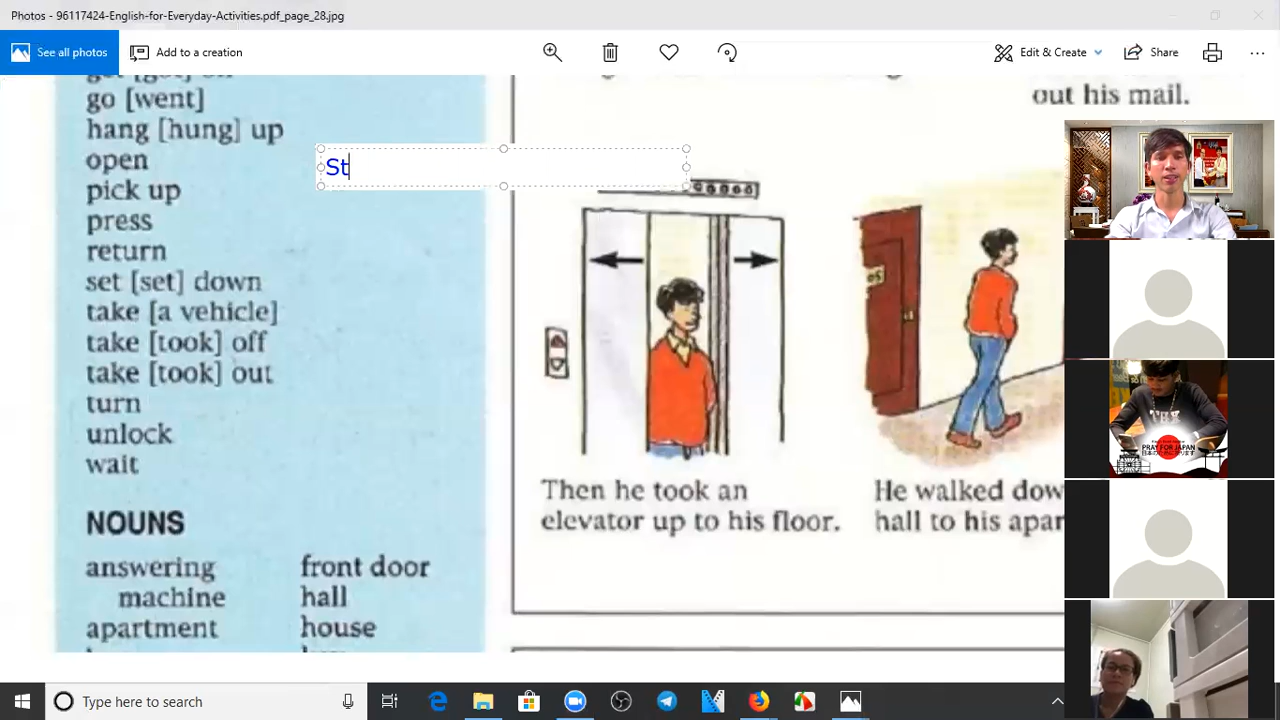 Photos - 96117424-English-for-Everyday-Activities.pdf_page_28.jpg
See all photos
Add to a creation
Edit & Create
Share
go [went]
hang [hung] up
open
pick up
press
return
set [set] down
take [a vehicle]
take [took] off
take [took] out
turn
unlock
wait
NOUNS
answering
machine
apartment
front door
hall
house
St
out his mail.
Then he took an
elevator up to his floor.
He walked dow
hall to his apar
PRAY FOR JAPAN
Type here to search